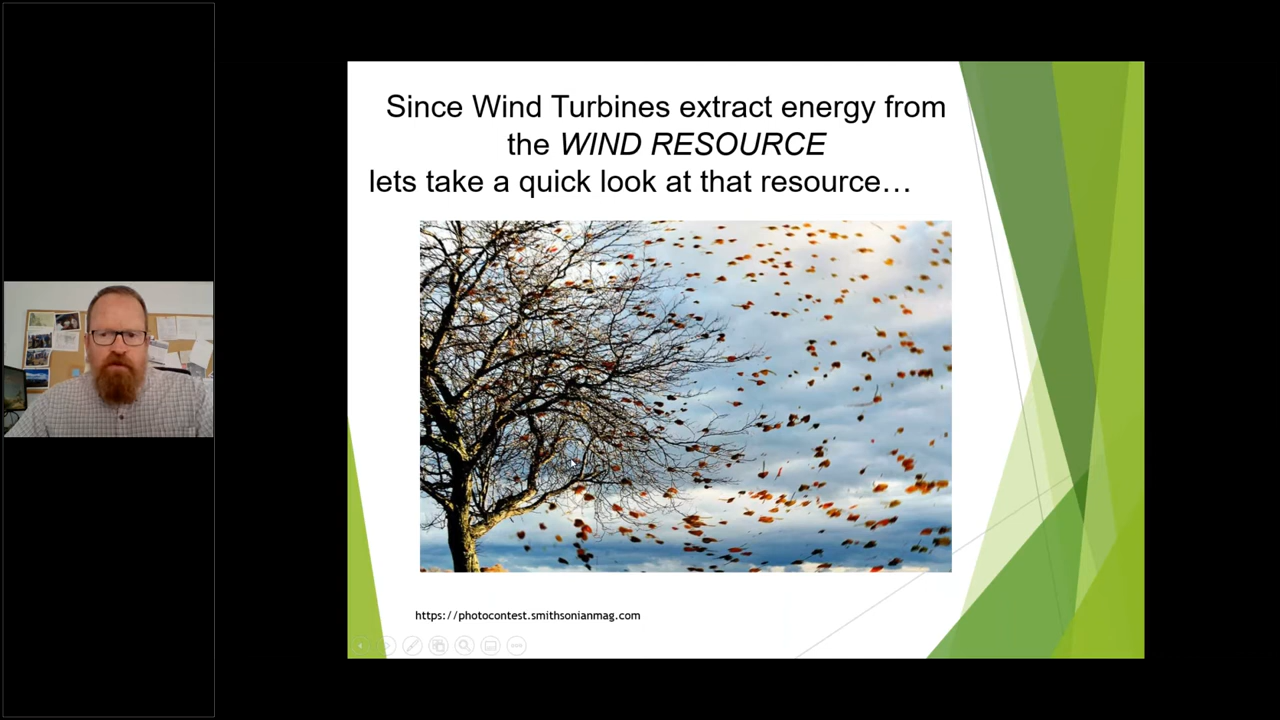 Since Wind Turbines extract energy from
the WIND RESOURCE
lets take a quick look at that resource…
https://photocontest.smithsonianmag.com